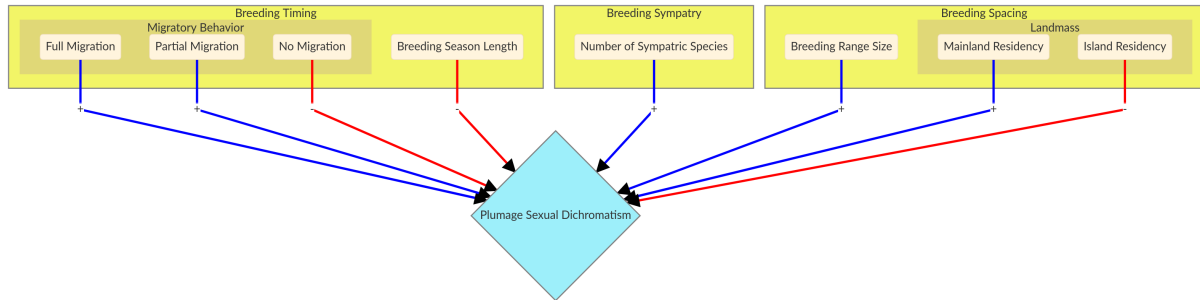 Breeding Timing
Breeding Sympatry
Breeding Spacing
Migratory Behavior
Landmass
Full Migration
Partial Migration
No Migration
Breeding Season Length
Number of Sympatric Species
Breeding Range Size
Mainland Residency
Island Residency
+
+
-
-
+
+
+
-
Plumage Sexual Dichromatism